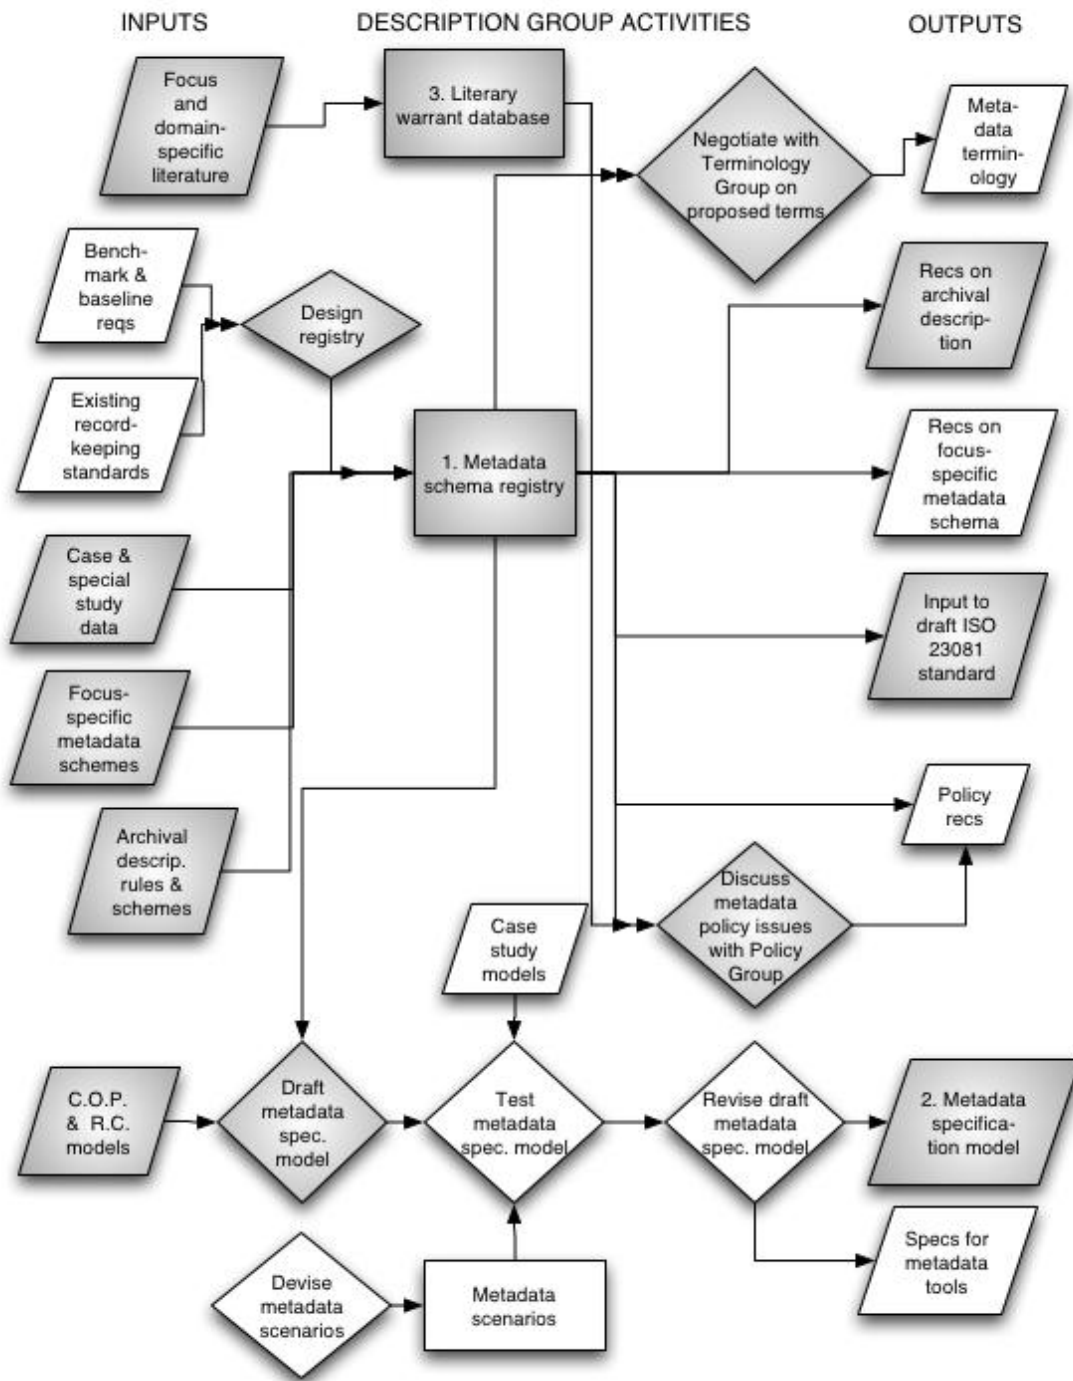 INPUTS
DESCRIPTION GROUP ACTIVITIES
OUTPUTS
Focus
and
domain-
specific
literature
3. Literary
warrant database
Negotiate with
Terminology
Group on
proposed terms
Meta-
data
termin-
ology
Bench-
mark &
baseline
reqs
Design
registry
Recs on
archival
descrip-
tion
Existing
record-
keeping
standards
1. Metadata
schema registry
Recs on
focus-
specific
metadata
schema
Case &
special
study
data
Input to
draft ISO
23081
standard
Focus-
specific
metadata
schemes
Policy
recs
Archival
descrip.
rules &
schemes
Discuss
metadata
policy issues
with Policy
Group
Case
study
models
C.O.P.
& R.C.
models
Draft
metadata
spec.
model
Test
metadata
spec. model
Revise draft
metadata
spec. model
2. Metadata
specifica-
tion model
Specs for
metadata
tools
Devise
metadata
scenarios
Metadata
scenarios